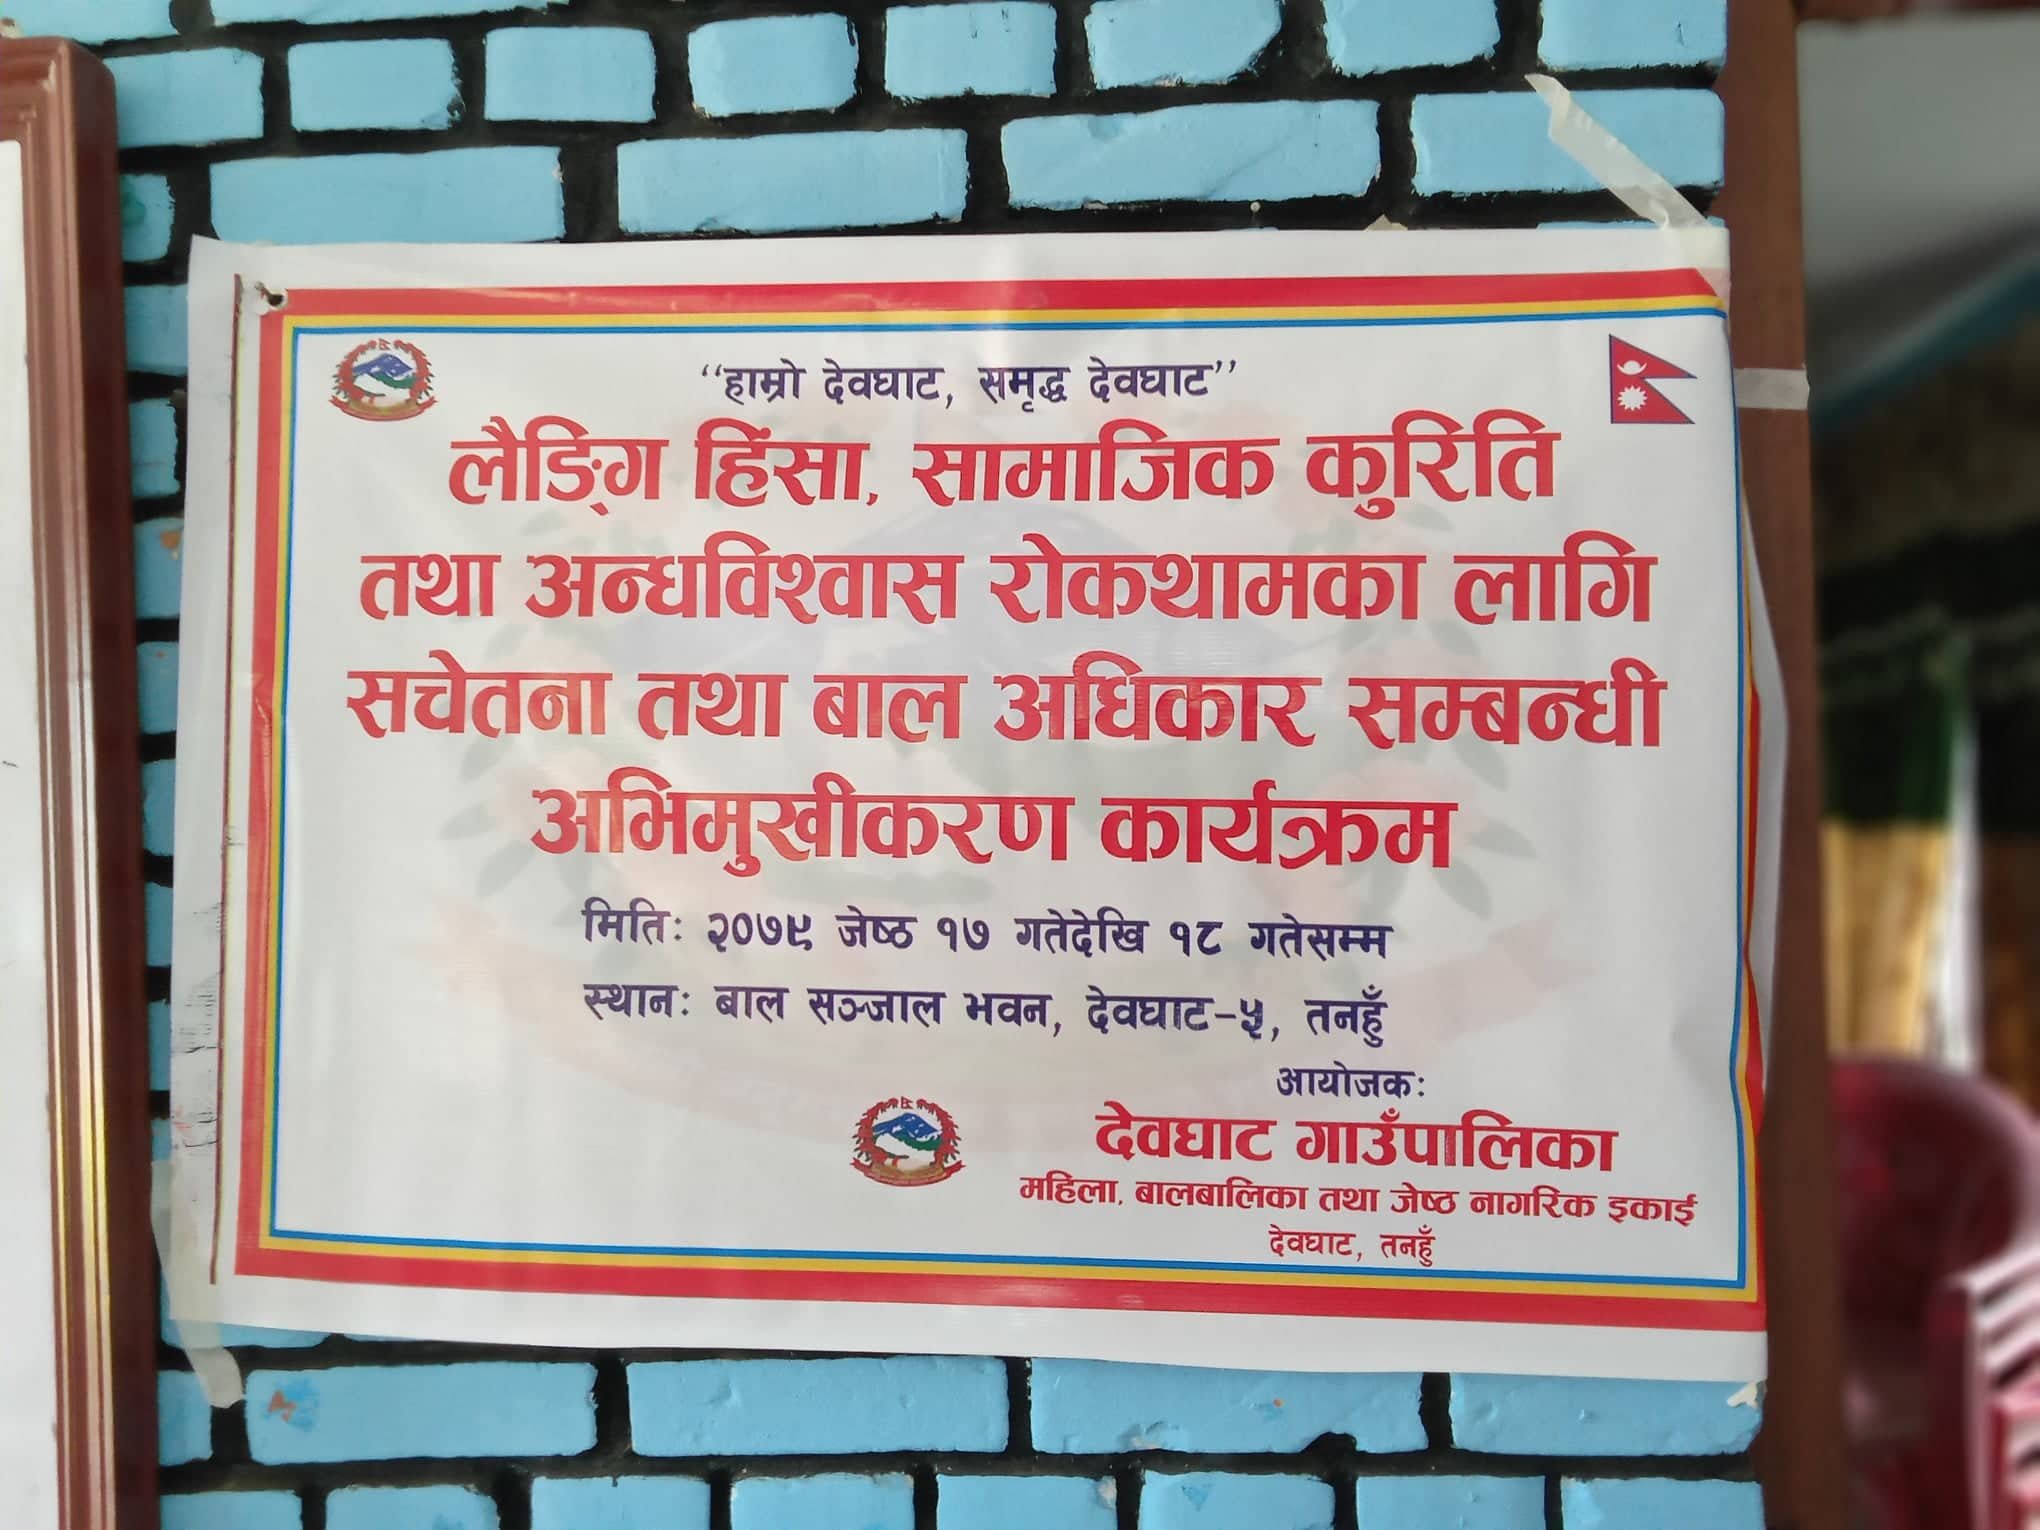 “हाम्रो देवघाट, समृद्ध देवघाट”
लैङ्गि हिंसा, सामाजिक कुरिति
तथा अन्धविश्वास रोकथामका लागि
सचेतना तथा बाल अधिकार सम्बन्धी
अभिमुखीकरण कार्यक्रम
मितिः २०७९ जेष्ठ १७ गतेदेखि १८ गतेसम्म
स्थानः बाल सञ्जाल भवन, देवघाट-५, तनहुँ
आयोजकः
देवघाट गाउँपालिका
महिला, बालबालिका तथा जेष्ठ नागरिक इकाई
देवघाट, तनहुँ